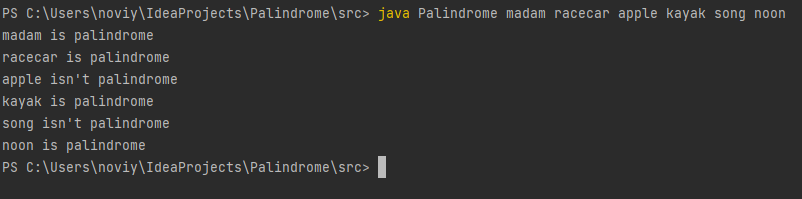 PS C:\Users\noviy\IdeaProjects\Palindrome\src> java Palindrome madam racecar apple kayak song noon
madam is palindrome
racecar is palindrome
apple isn't palindrome
kayak is palindrome
song isn't palindrome
noon is palindrome
PS C:\Users\noviy\IdeaProjects\Palindrome\src>